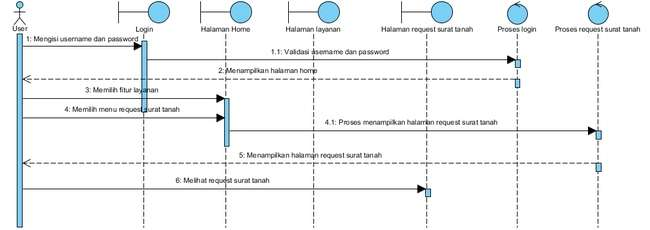 User
Login
Halaman Home
Halaman layanan
Halaman request surat tanah
Proses login
Proses request surat tanah
1: Mengisi username dan password
1.1: Validasi username dan password
2: Menampilkan halaman home
3: Memilih fitur layanan
4: Memilih menu request surat tanah
4.1: Proses menampilkan halaman request surat tanah
5: Menampilkan halaman request surat tanah
6: Melihat request surat tanah